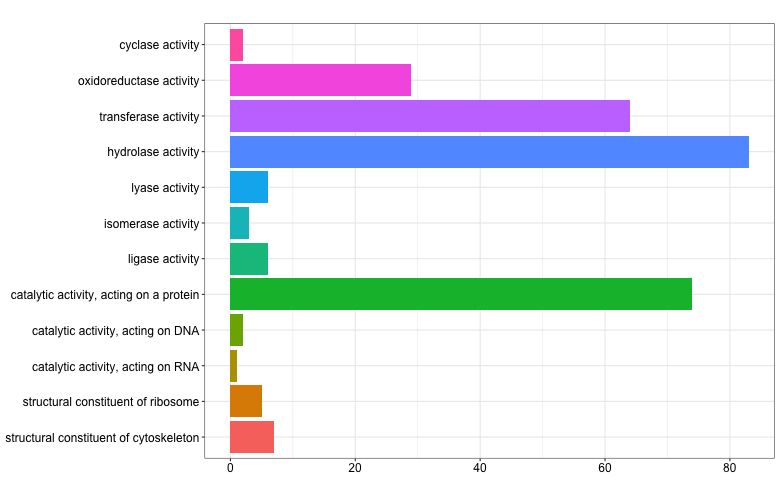 cyclase activity
oxidoreductase activity
transferase activity
hydrolase activity
lyase activity
isomerase activity
ligase activity
catalytic activity, acting on a protein
catalytic activity, acting on DNA
catalytic activity, acting on RNA
structural constituent of ribosome
structural constituent of cytoskeleton
0 20 40 60 80